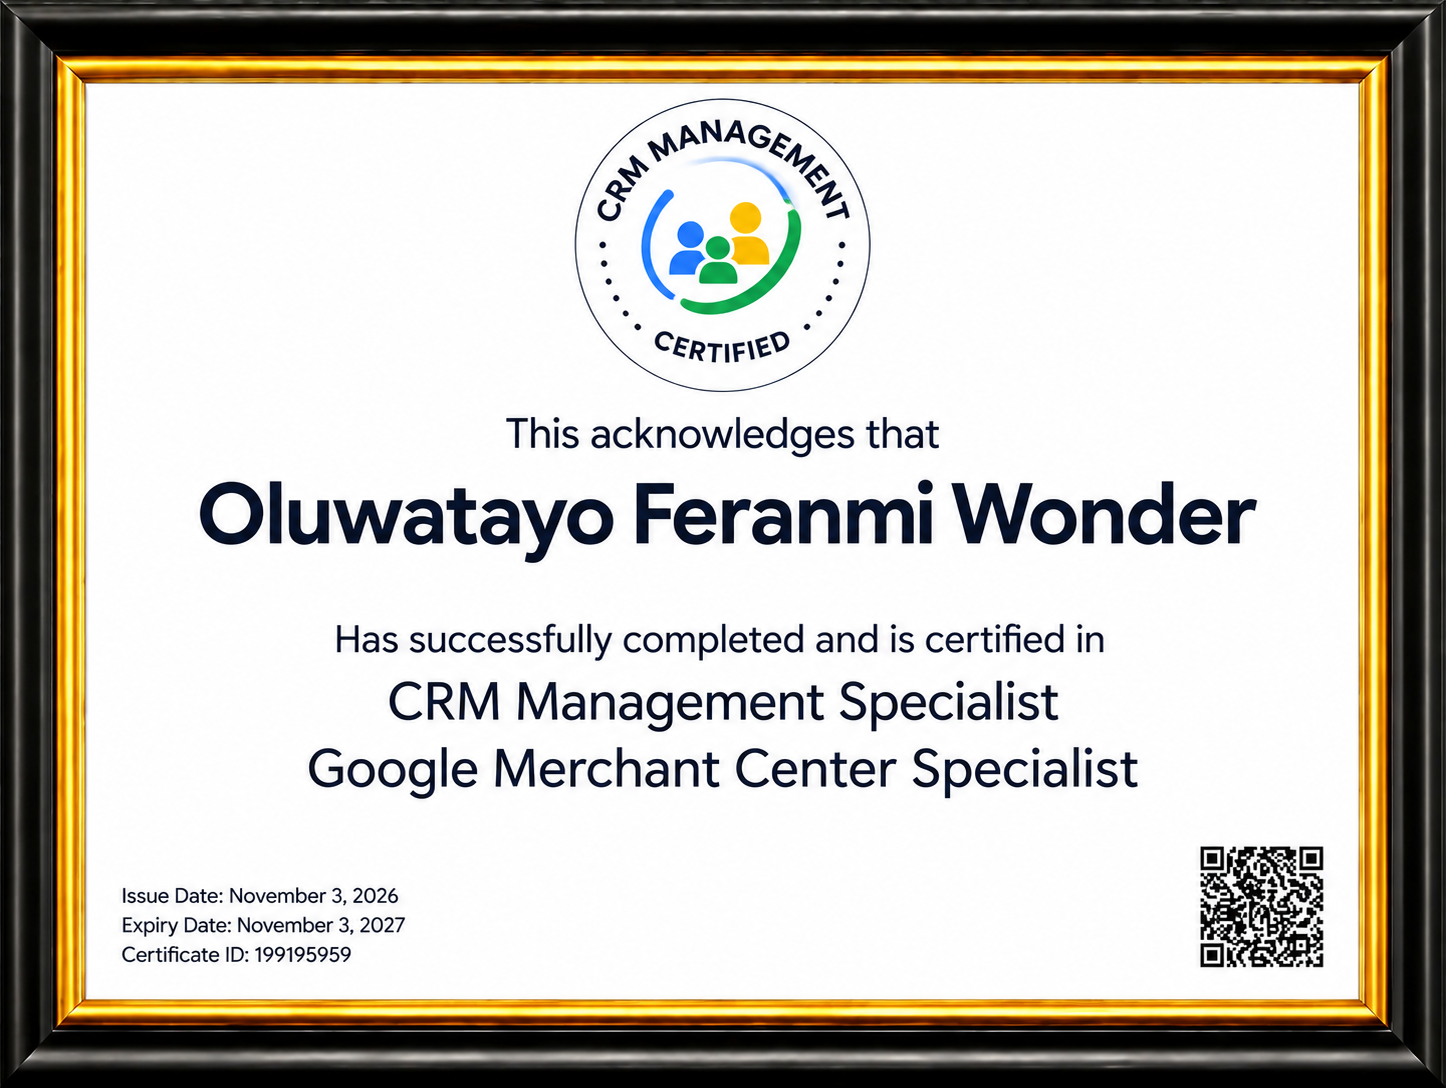 CRM MANAGEMENT
CERTIFIED
This acknowledges that
Oluwatayo Feranmi Wonder
Has successfully completed and is certified in
CRM Management Specialist
Google Merchant Center Specialist
Issue Date: November 3, 2026
Expiry Date: November 3, 2027
Certificate ID: 199195959